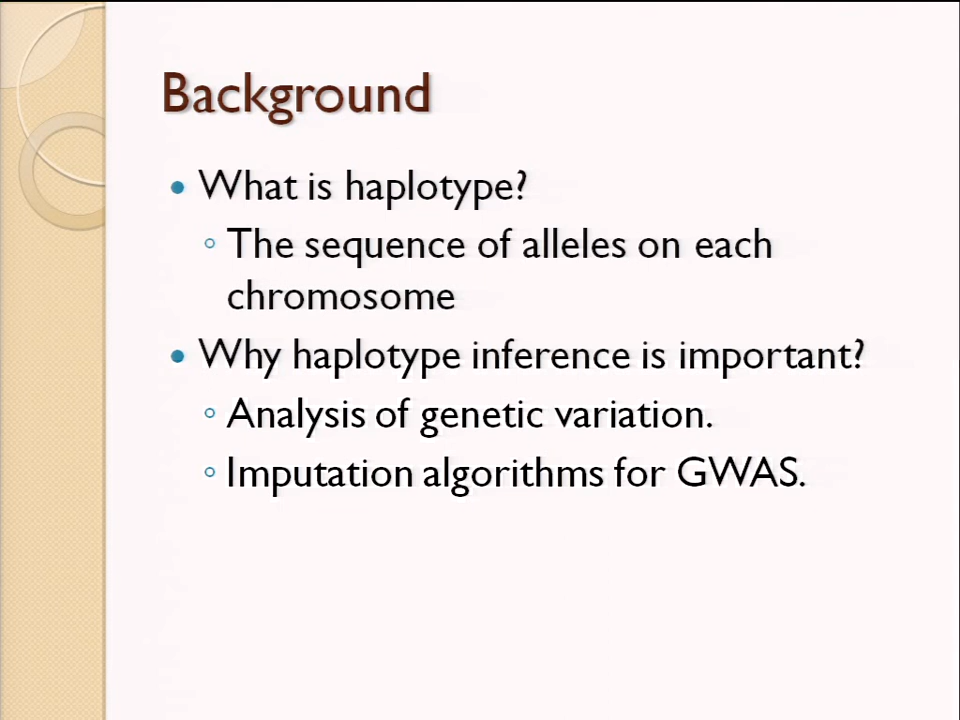 Background
What is haplotype?
The sequence of alleles on each
chromosome
Why haplotype inference is important?
Analysis of genetic variation.
Imputation algorithms for GWAS.